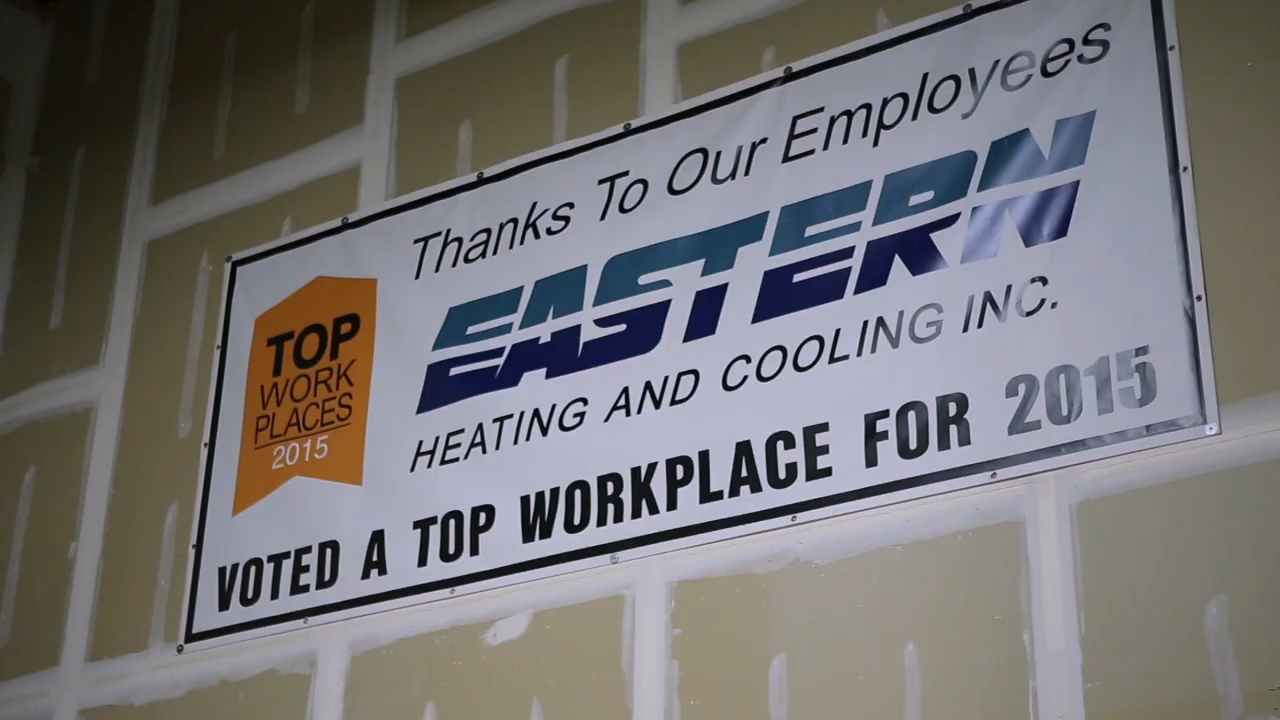 Thanks To Our Employees
EASTERN
HEATING AND COOLING INC.
TOP
WORK
PLACES
2015
VOTED A TOP WORKPLACE FOR 2015